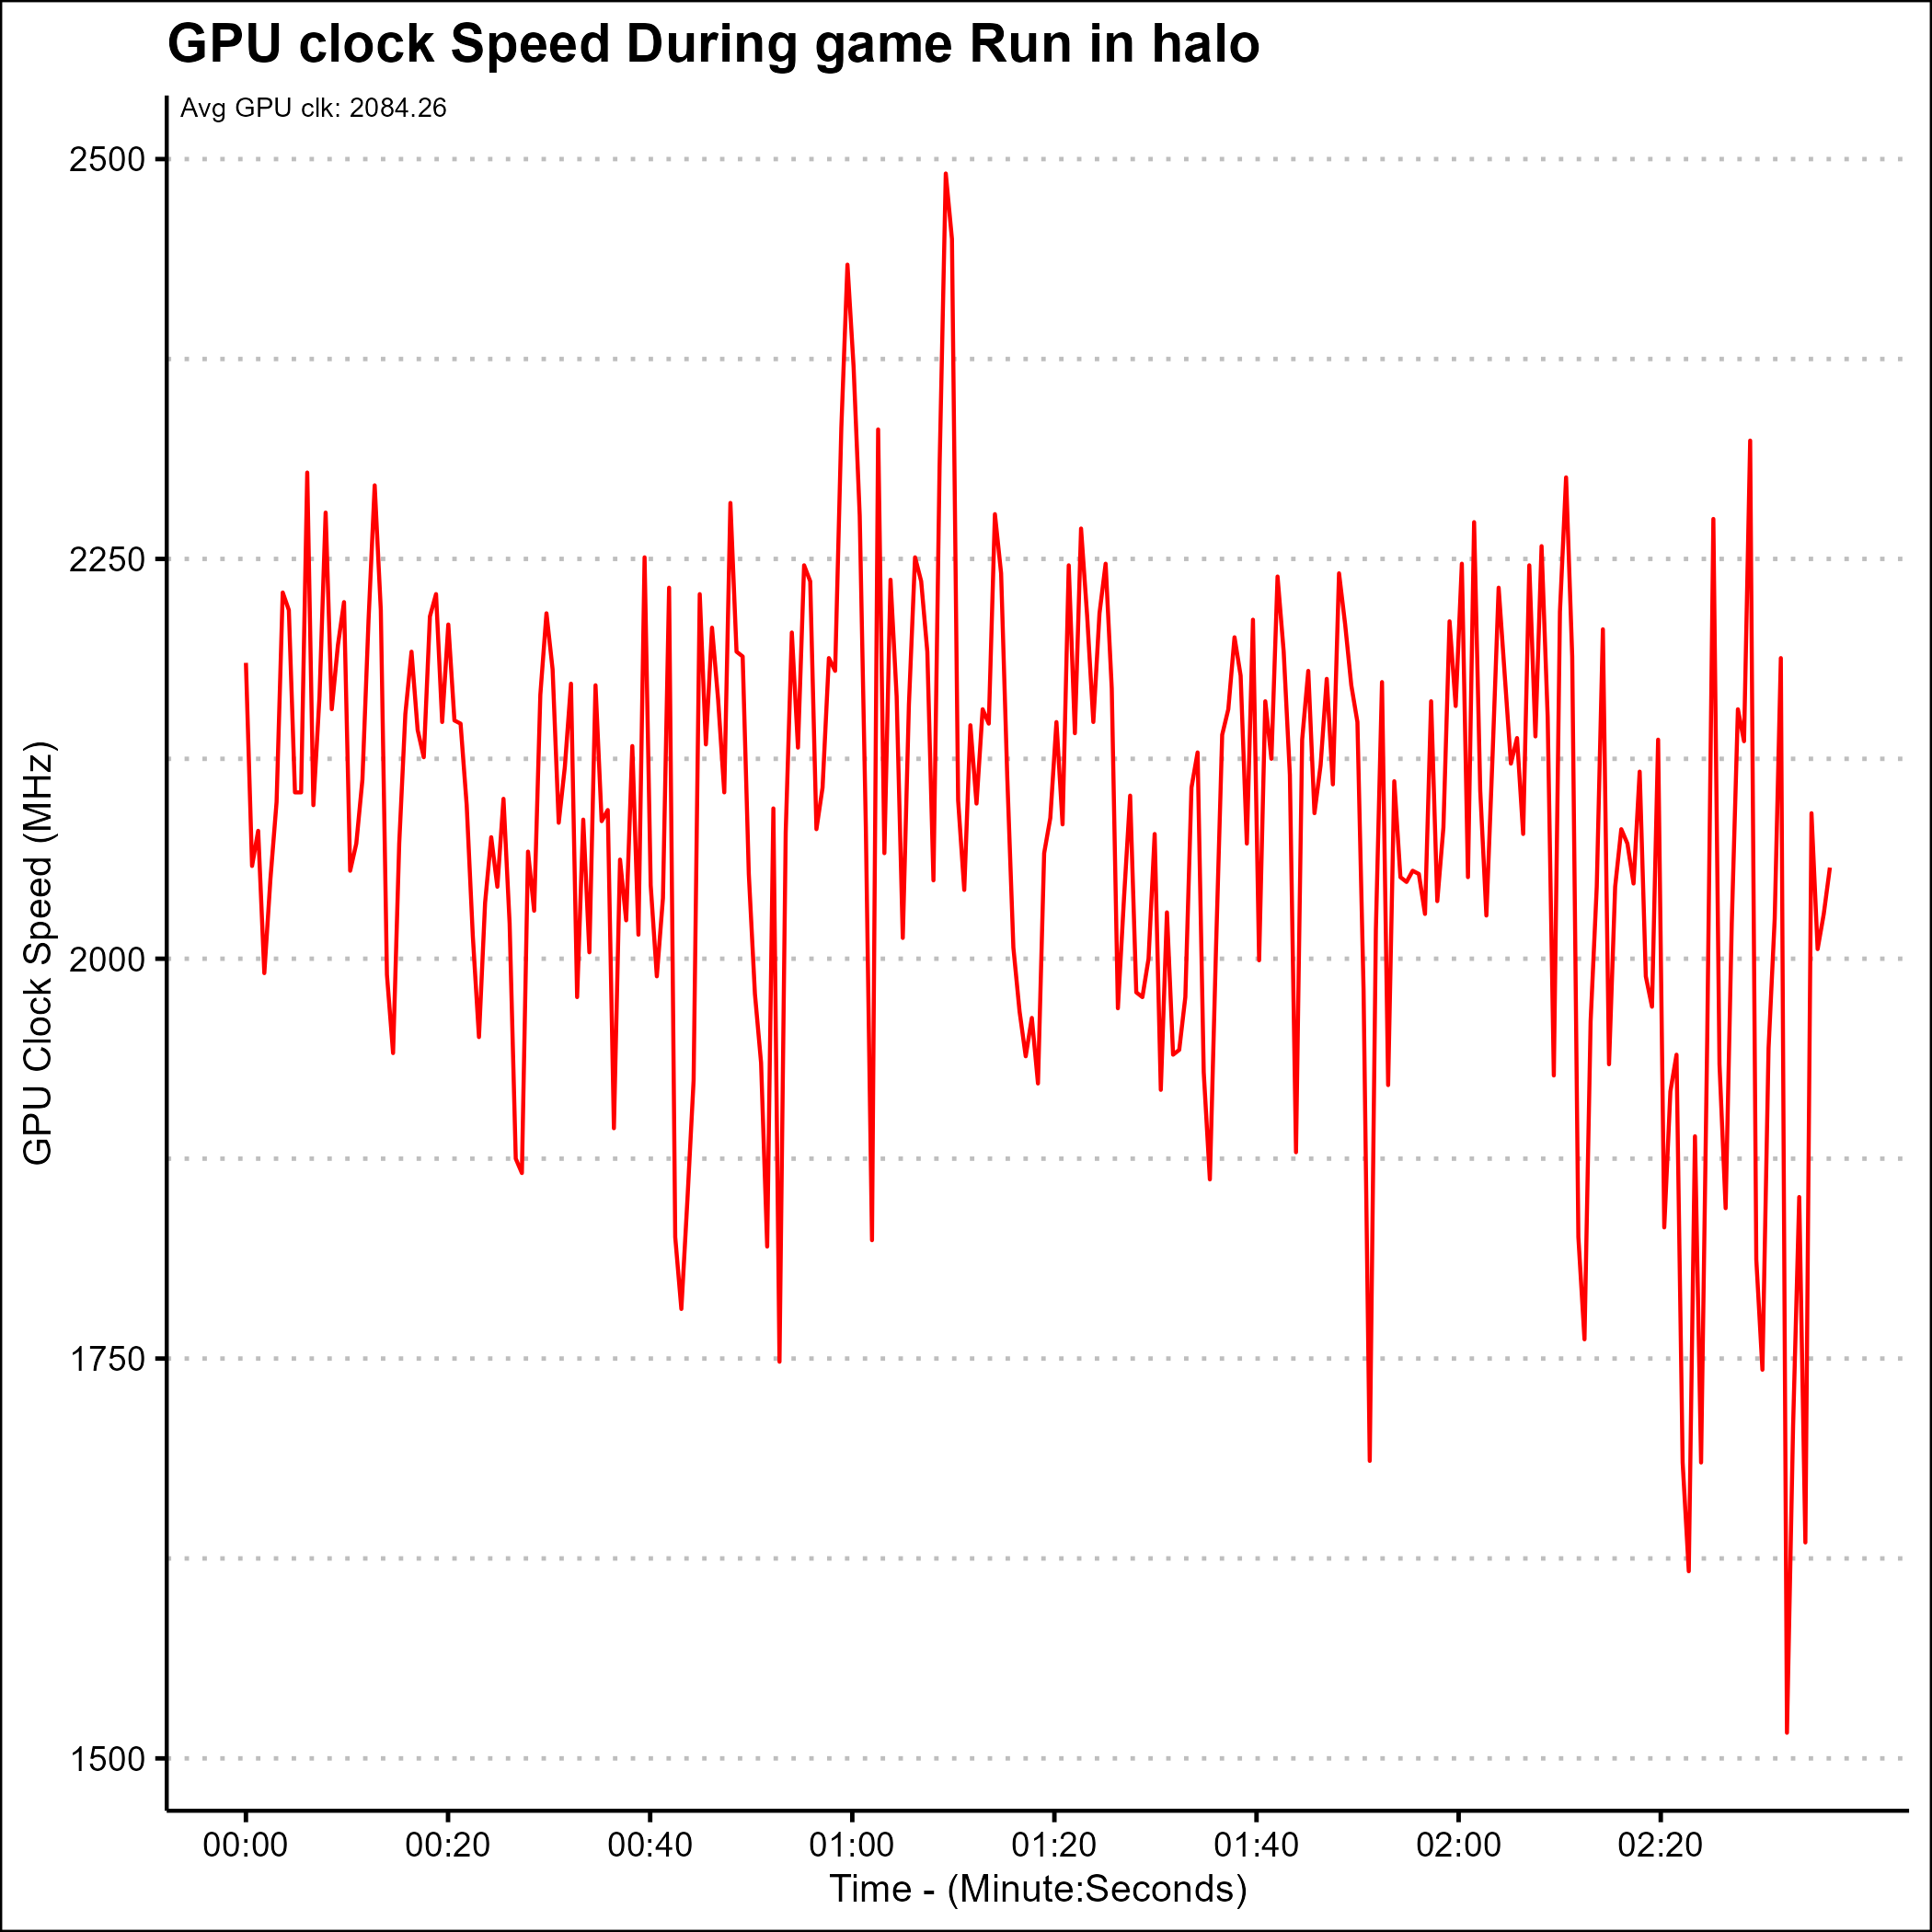 GPU clock Speed During game Run in halo
Avg GPU clk: 2084.26
GPU Clock Speed (MHz)
2500
2250
2000
1750
1500
00:00 00:20 00:40 01:00 01:20 01:40 02:00 02:20
Time - (Minute:Seconds)